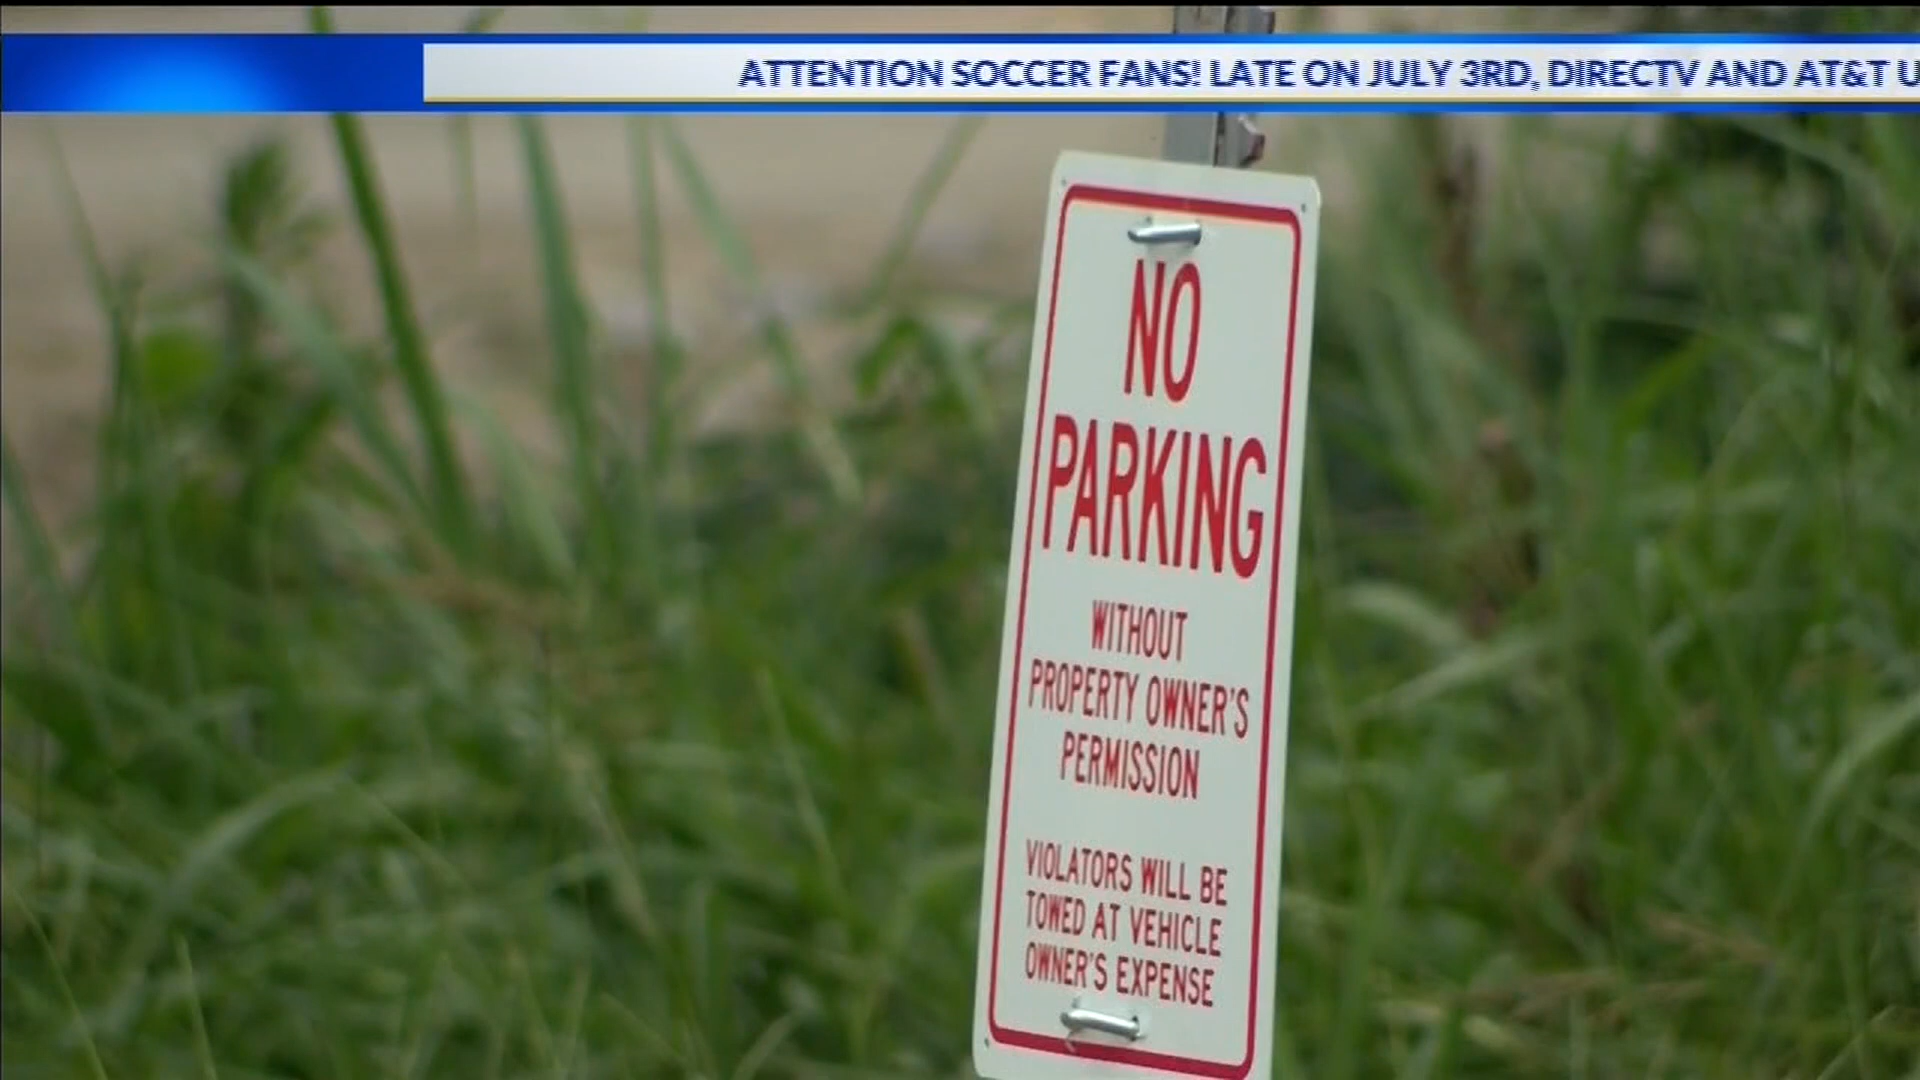 ATTENTION SOCCER FANS! LATE ON JULY 3RD, DIRECTV AND AT&T U
NO
PARKING
WITHOUT
PROPERTY OWNER'S
PERMISSION
VIOLATORS WILL BE
TOWED AT VEHICLE
OWNER'S EXPENSE